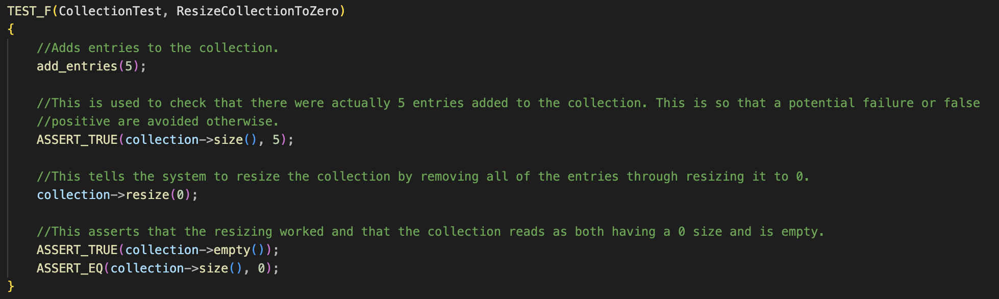 TEST_F(CollectionTest, ResizeCollectionToZero)
{
    //Adds entries to the collection.
    add_entries(5);
    //This is used to check that there were actually 5 entries added to the collection. This is so that a potential failure or false
    //positive are avoided otherwise.
    ASSERT_TRUE(collection->size(), 5);
    //This tells the system to resize the collection by removing all of the entries through resizing it to 0.
    collection->resize(0);
    //This asserts that the resizing worked and that the collection reads as both having a 0 size and is empty.
    ASSERT_TRUE(collection->empty());
    ASSERT_EQ(collection->size(), 0);
}